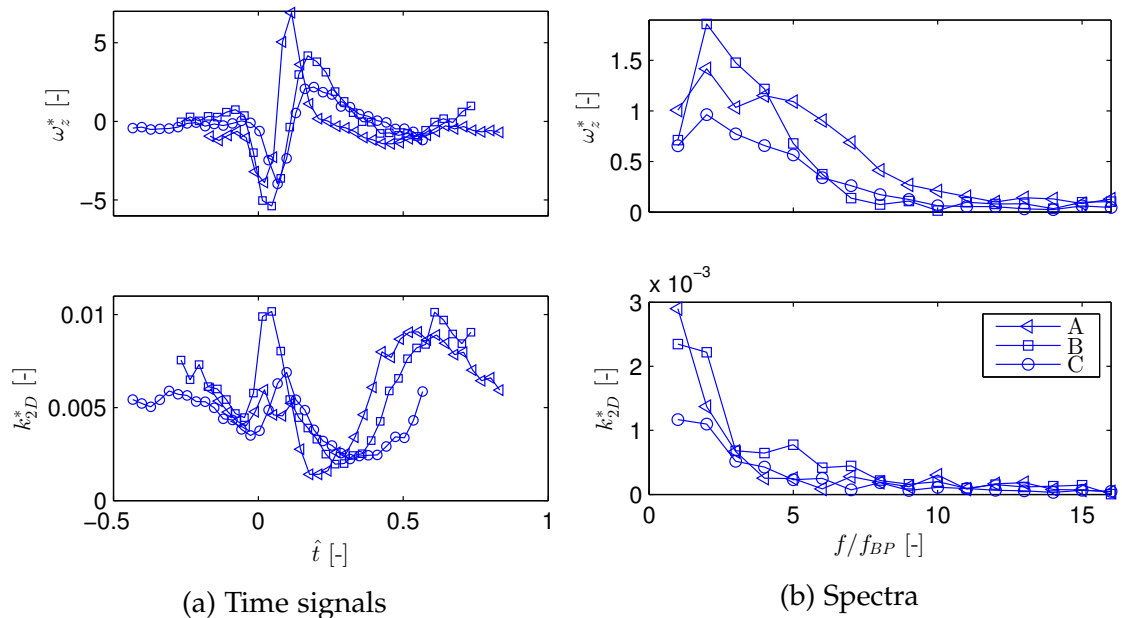 5
0
−5
ω*z [-]
0.01
0.005
0
k*2D [-]
−0.5
0
0.5
1
t̂ [-]
(a) Time signals
1.5
1
0.5
0
ω*z [-]
x 10−3
3
2
1
0
k*2D [-]
A
B
C
0
5
10
15
f/fBP [-]
(b) Spectra